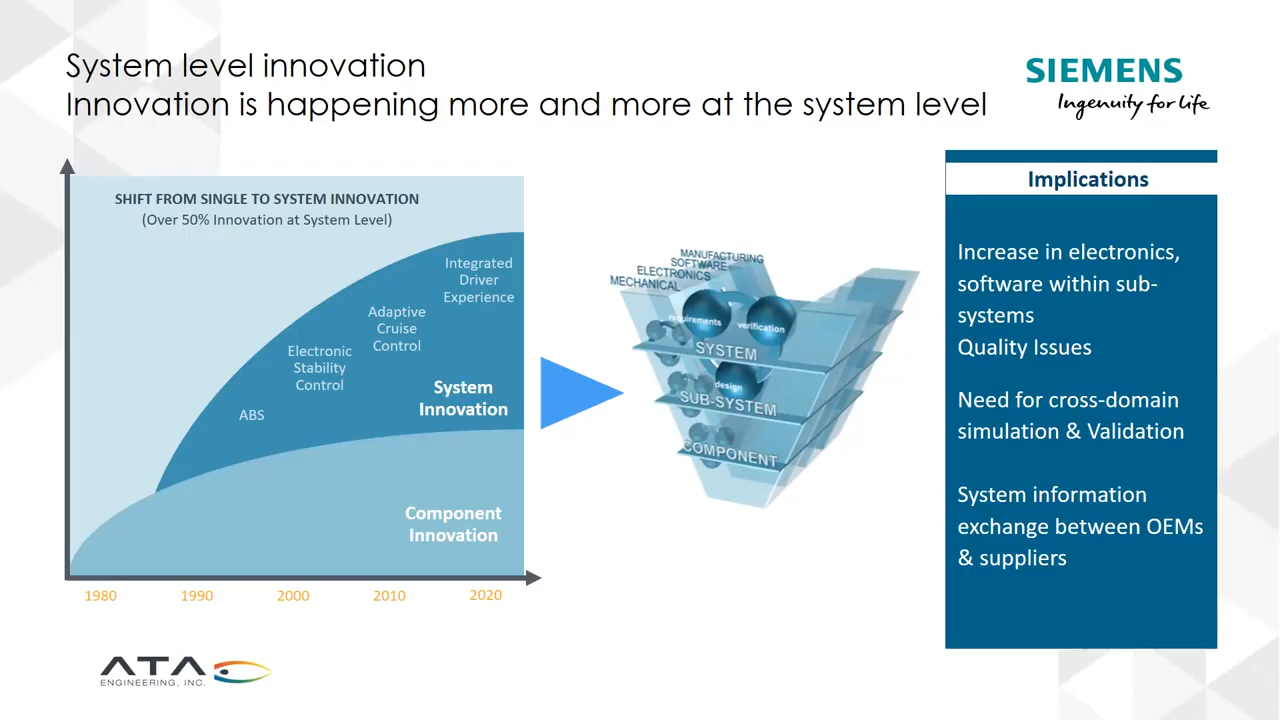 System level innovation
Innovation is happening more and more at the system level
SIEMENS
Ingenuity for life
SHIFT FROM SINGLE TO SYSTEM INNOVATION
(Over 50% Innovation at System Level)
Integrated
Driver
Experience
Adaptive
Cruise
Control
Electronic
Stability
Control
ABS
System
Innovation
Component
Innovation
1980
1990
2000
2010
2020
MANUFACTURING
SOFTWARE
ELECTRONICS
MECHANICAL
requirements
verification
SYSTEM
design
SUB-SYSTEM
COMPONENT
Implications
Increase in electronics,
software within sub-
systems
Quality Issues
Need for cross-domain
simulation & Validation
System information
exchange between OEMs
& suppliers
ATA
ENGINEERING, INC.